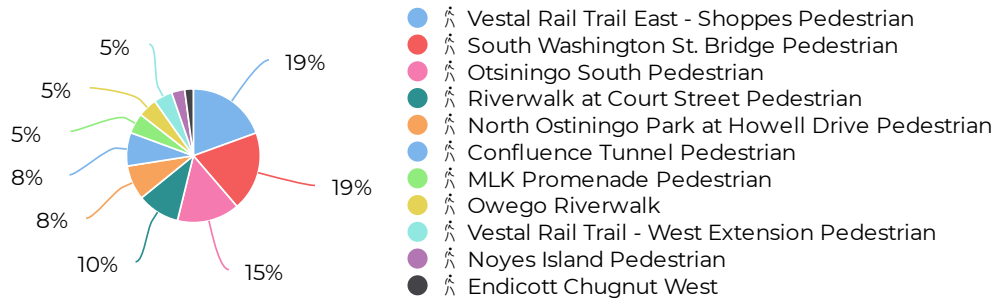 19%
19%
15%
10%
8%
8%
5%
5%
5%
Vestal Rail Trail East - Shoppes Pedestrian
South Washington St. Bridge Pedestrian
Otsiningo South Pedestrian
Riverwalk at Court Street Pedestrian
North Ostiningo Park at Howell Drive Pedestrian
Confluence Tunnel Pedestrian
MLK Promenade Pedestrian
Owego Riverwalk
Vestal Rail Trail - West Extension Pedestrian
Noyes Island Pedestrian
Endicott Chugnut West